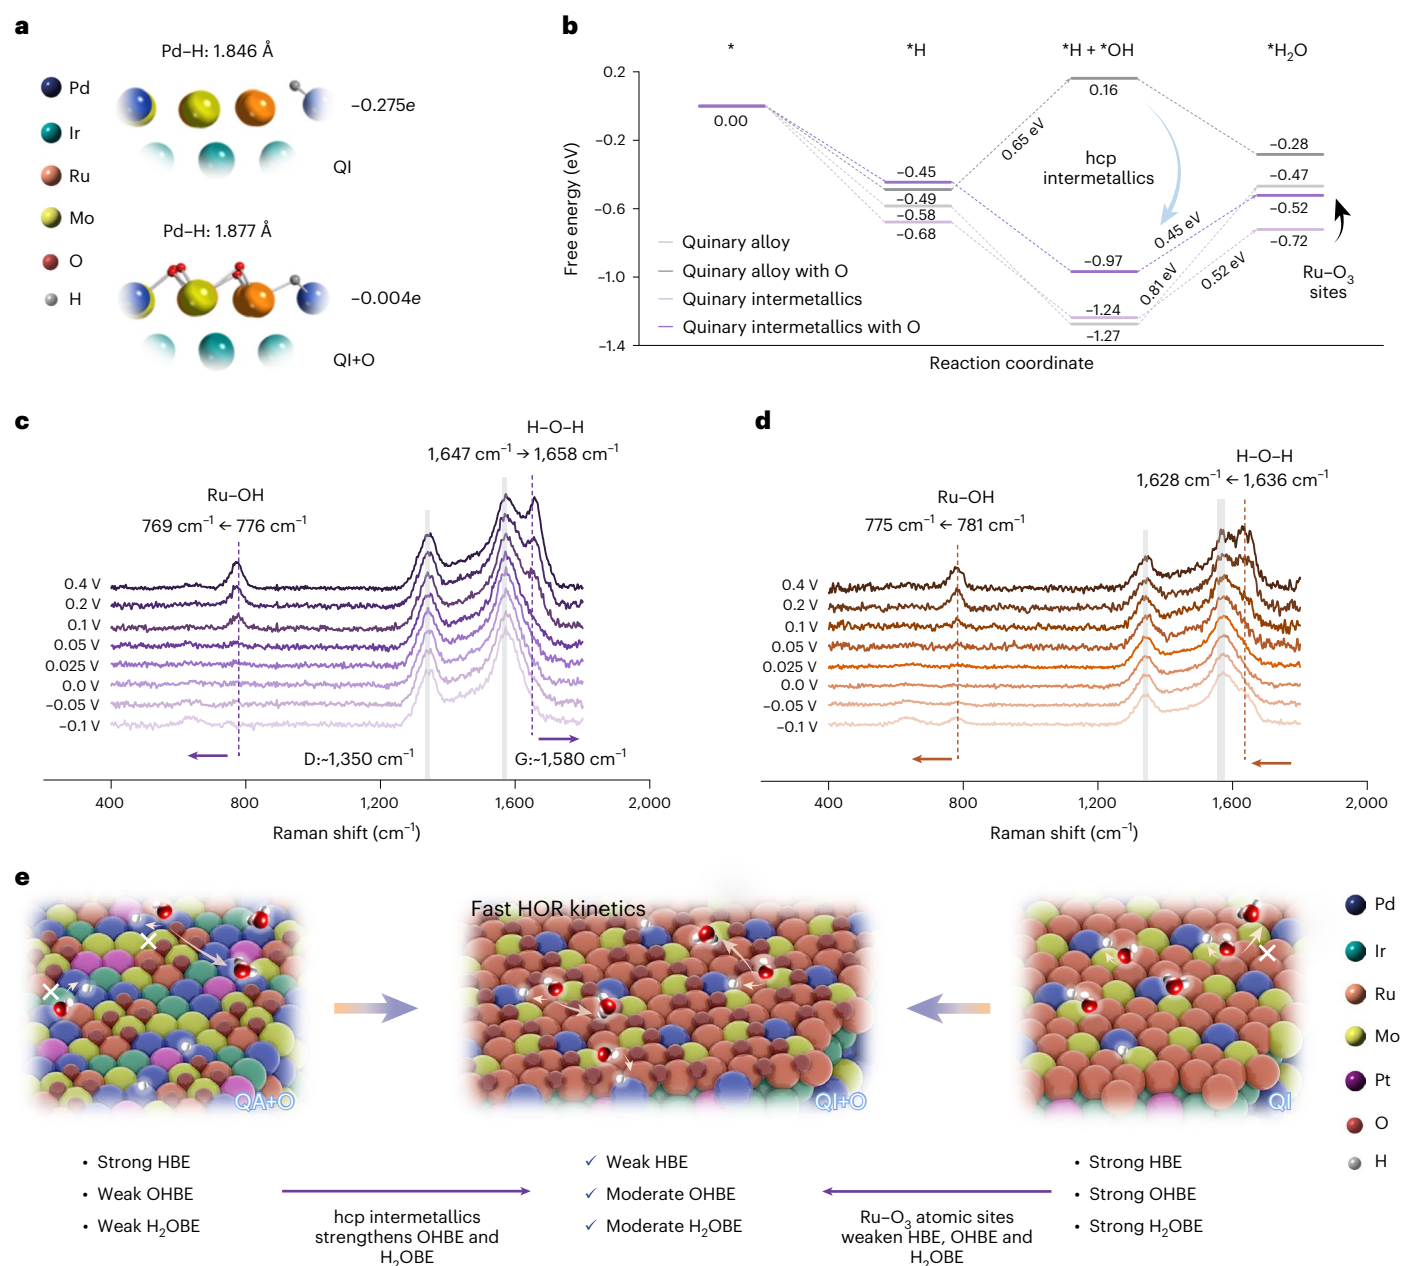 a
Pd–H: 1.846 Å
Pd
Ir
Ru
Mo
O
H
–0.275e
QI
Pd–H: 1.877 Å
–0.004e
QI+O
b
*
*H
*H + *OH
*H₂O
Free energy (eV)
0.2
–0.2
–0.6
–1.0
–1.4
0.00
–0.45
–0.49
–0.58
–0.68
0.65 eV
0.16
hcp
intermetallics
–0.97
–1.24
–1.27
0.45 eV
0.81 eV
0.52 eV
–0.28
–0.47
–0.52
–0.72
Ru–O₃
sites
Quinary alloy
Quinary alloy with O
Quinary intermetallics
Quinary intermetallics with O
Reaction coordinate
c
H–O–H
1,647 cm⁻¹ → 1,658 cm⁻¹
Ru–OH
769 cm⁻¹ ← 776 cm⁻¹
0.4 V
0.2 V
0.1 V
0.05 V
0.025 V
0.0 V
–0.05 V
–0.1 V
D:~1,350 cm⁻¹
G:~1,580 cm⁻¹
400
800
1,200
1,600
2,000
Raman shift (cm⁻¹)
d
H–O–H
1,628 cm⁻¹ ← 1,636 cm⁻¹
Ru–OH
775 cm⁻¹ ← 781 cm⁻¹
0.4 V
0.2 V
0.1 V
0.05 V
0.025 V
0.0 V
–0.05 V
–0.1 V
400
800
1,200
1,600
2,000
Raman shift (cm⁻¹)
e
Fast HOR kinetics
QA+O
QI+O
QI
Pd
Ir
Ru
Mo
Pt
O
H
• Strong HBE
• Weak OHBE
• Weak H₂OBE
hcp intermetallics
strengthens OHBE and
H₂OBE
✓ Weak HBE
✓ Moderate OHBE
✓ Moderate H₂OBE
Ru–O₃ atomic sites
weaken HBE, OHBE and
H₂OBE
• Strong HBE
• Strong OHBE
• Strong H₂OBE